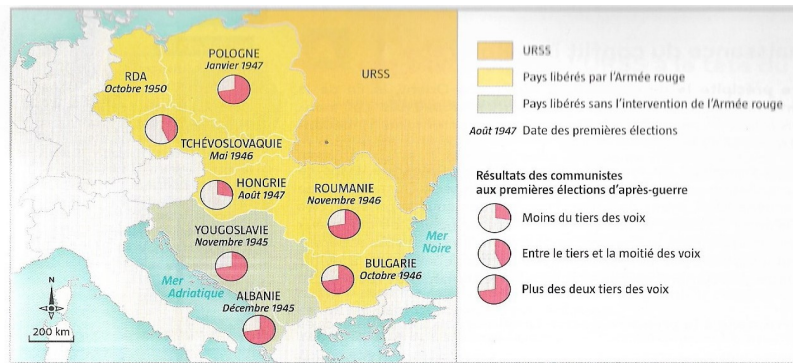 POLOGNE
Janvier 1947
RDA
Octobre 1950
URSS
TCHÉVOSLOVAQUIE
Mai 1946
HONGRIE
Août 1947
ROUMANIE
Novembre 1946
YOUGOSLAVIE
Novembre 1945
BULGARIE
Octobre 1946
Mer
Noire
Mer
Adriatique
ALBANIE
Décembre 1945
N
200 km
URSS
Pays libérés par l'Armée rouge
Pays libérés sans l'intervention de l'Armée rouge
Août 1947 Date des premières élections
Résultats des communistes
aux premières élections d'après-guerre
Moins du tiers des voix
Entre le tiers et la moitié des voix
Plus des deux tiers des voix